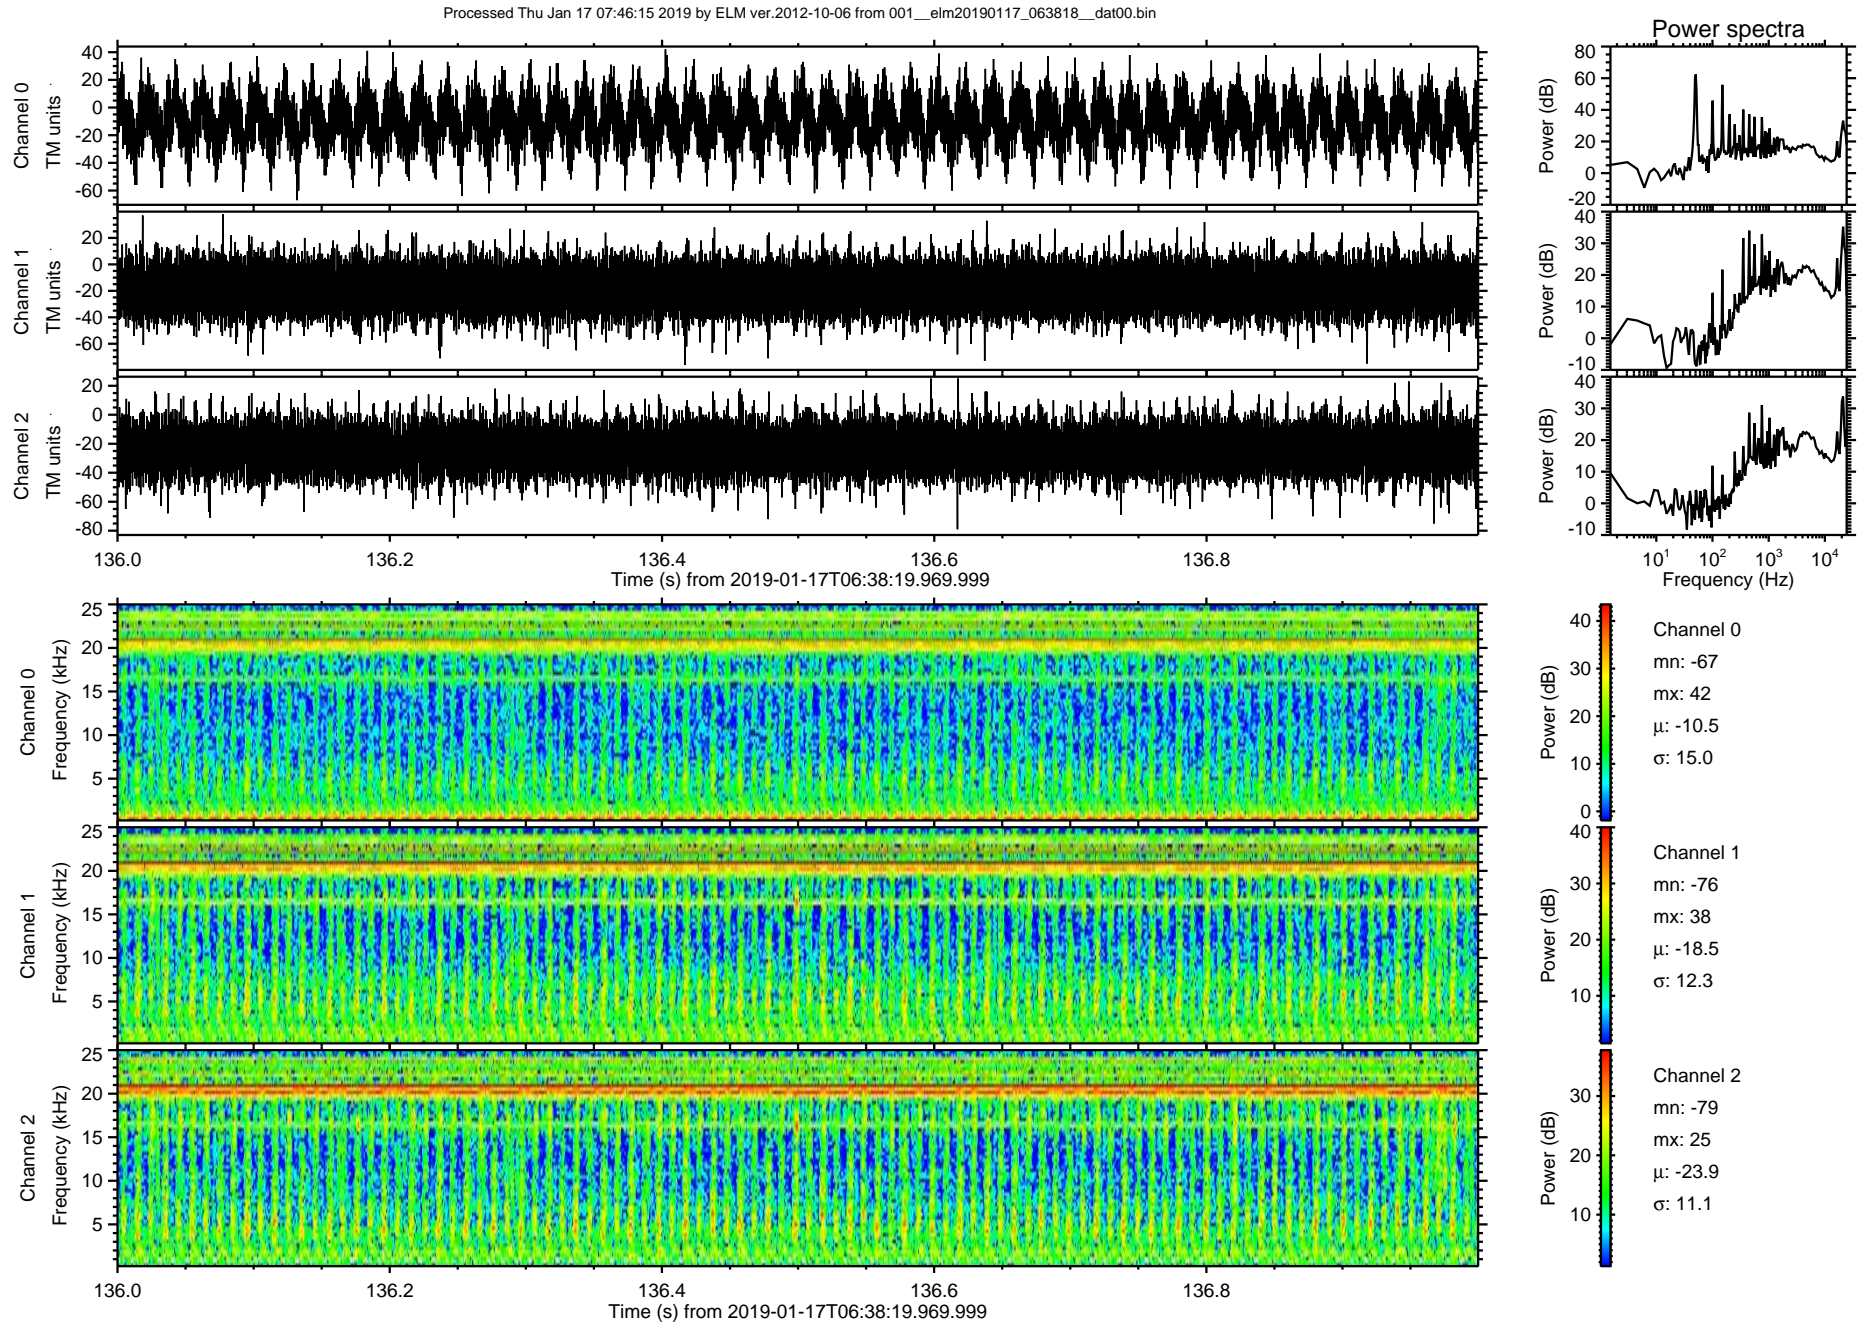 Processed Thu Jan 17 07:46:15 2019 by ELM ver.2012-10-06 from 001__elm20190117_063818__dat00.bin
Power spectra
Channel 0
TM units
40
20
0
-20
-40
-60
Power (dB)
80
60
40
20
0
-20
Channel 1
TM units
20
0
-20
-40
-60
Power (dB)
40
30
20
10
0
-10
Channel 2
TM units
20
0
-20
-40
-60
-80
Power (dB)
40
30
20
10
0
-10
136.0 136.2 136.4 136.6 136.8
Time (s) from 2019-01-17T06:38:19.969.999
10^1 10^2 10^3 10^4
Frequency (Hz)
Channel 0
Frequency (kHz)
25
20
15
10
5
Power (dB)
40
30
20
10
0
Channel 0
mn: -67
mx: 42
μ: -10.5
σ: 15.0
Channel 1
Frequency (kHz)
25
20
15
10
5
Power (dB)
40
30
20
10
Channel 1
mn: -76
mx: 38
μ: -18.5
σ: 12.3
Channel 2
Frequency (kHz)
25
20
15
10
5
Power (dB)
30
20
10
Channel 2
mn: -79
mx: 25
μ: -23.9
σ: 11.1
136.0 136.2 136.4 136.6 136.8
Time (s) from 2019-01-17T06:38:19.969.999